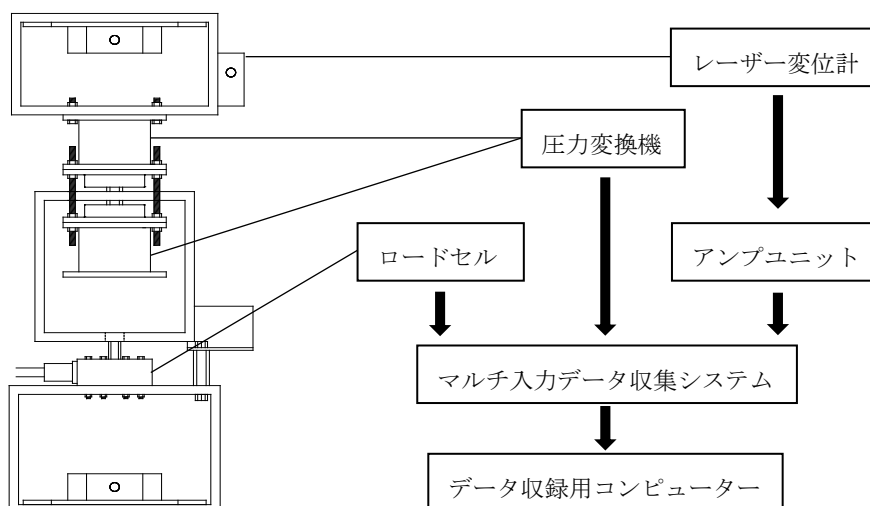 レーザー変位計
圧力変換機
ロードセル
アンプユニット
マルチ入力データ収集システム
データ収録用コンピューター